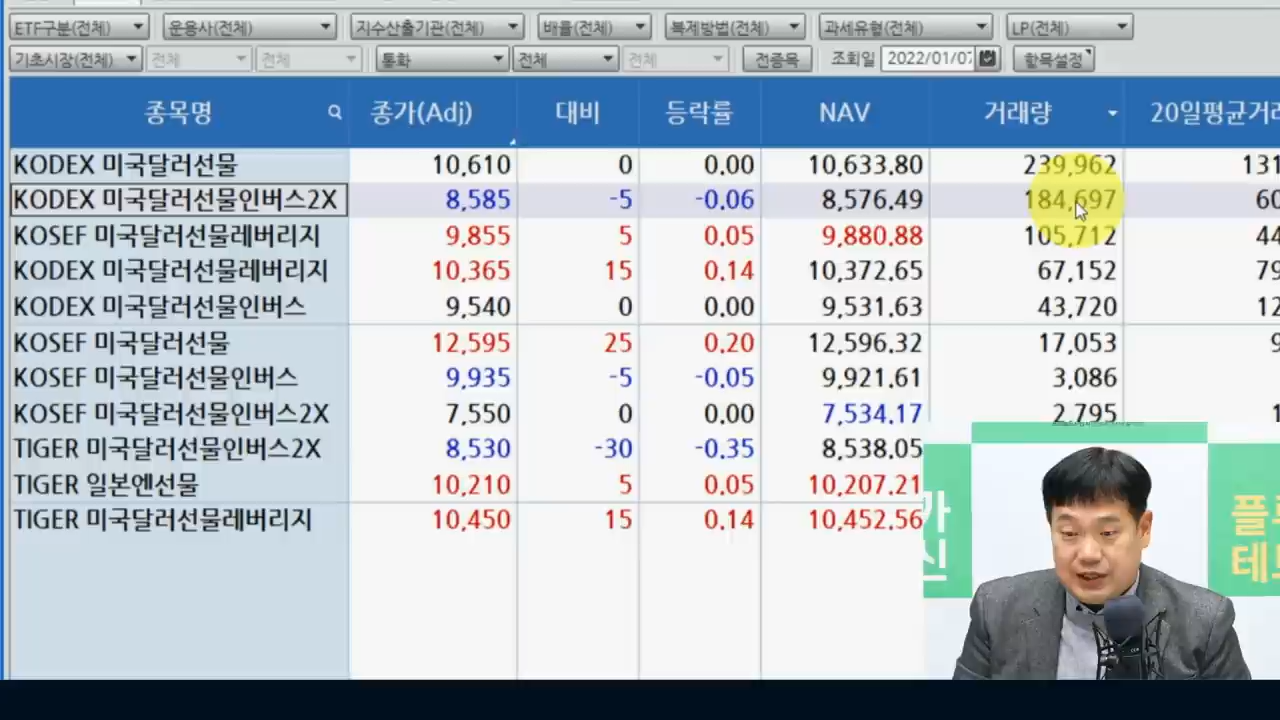 ETF구분(전체) 운용사(전체) 지수산출기관(전체) 배률(전체) 복제방법(전체) 과세유형(전체) LP(전체)
기초시장(전체) 전체 전체 통화 전체 전체 전종목 조회일 2022/01/07 항목설정
종목명 종가(Adj) 대비 등락률 NAV 거래량 20일평균거래
KODEX 미국달러선물 10,610 0 0.00 10,633.80 239,962 131
KODEX 미국달러선물인버스2X 8,585 -5 -0.06 8,576.49 184,697 60
KOSEF 미국달러선물레버리지 9,855 5 0.05 9,880.88 105,712 44
KODEX 미국달러선물레버리지 10,365 15 0.14 10,372.65 67,152 79
KODEX 미국달러선물인버스 9,540 0 0.00 9,531.63 43,720 12
KOSEF 미국달러선물 12,595 25 0.20 12,596.32 17,053 9
KOSEF 미국달러선물인버스 9,935 -5 -0.05 9,921.61 3,086
KOSEF 미국달러선물인버스2X 7,550 0 0.00 7,534.17 2,795 1
TIGER 미국달러선물인버스2X 8,530 -30 -0.35 8,538.05
TIGER 일본엔선물 10,210 5 0.05 10,207.21
TIGER 미국달러선물레버리지 10,450 15 0.14 10,452.56
가
신
플
테